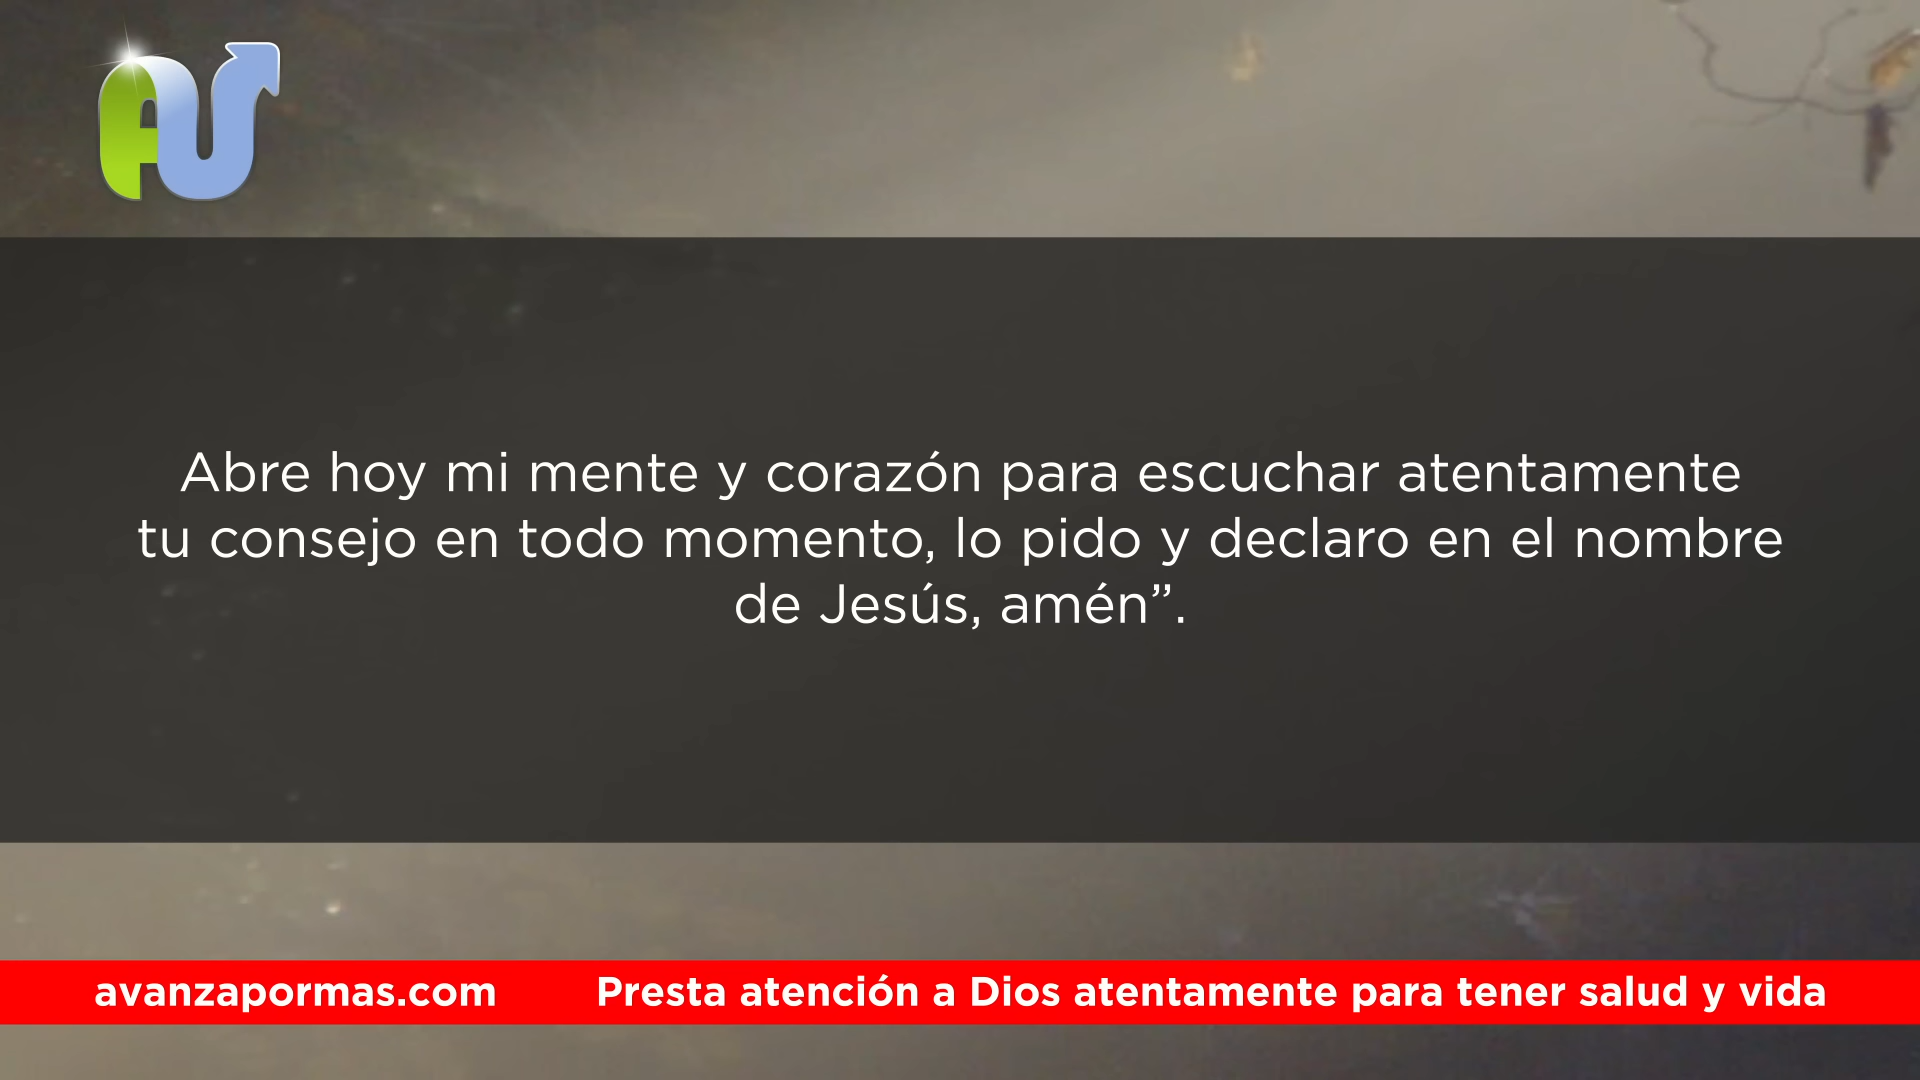 Abre hoy mi mente y corazón para escuchar atentamente
tu consejo en todo momento, lo pido y declaro en el nombre
de Jesús, amén”.
avanzapormas.com Presta atención a Dios atentamente para tener salud y vida